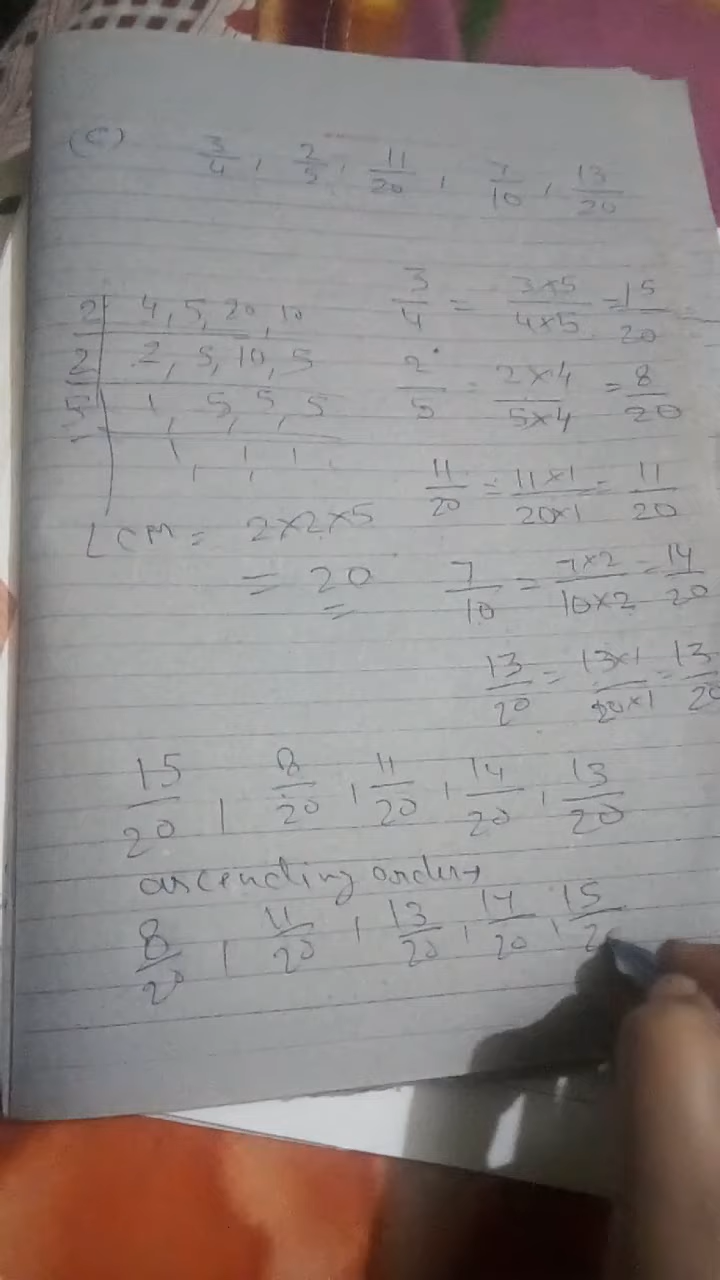 (C) 3/4, 2/5, 11/20, 7/10, 13/20
2 | 4, 5, 20, 10
2 | 2, 5, 10, 5
5 | 1, 5, 5, 5
1, 1, 1
LCM = 2×2×5
= 20
3/4 = 3×5/4×5 = 15/20
2/5 = 2×4/5×4 = 8/20
11/20 = 11×1/20×1 = 11/20
7/10 = 7×2/10×2 = 14/20
13/20 = 13×1/20×1 = 13/20
15/20, 8/20, 11/20, 14/20, 13/20
ascending order→
8/20, 11/20, 13/20, 14/20, 15/20